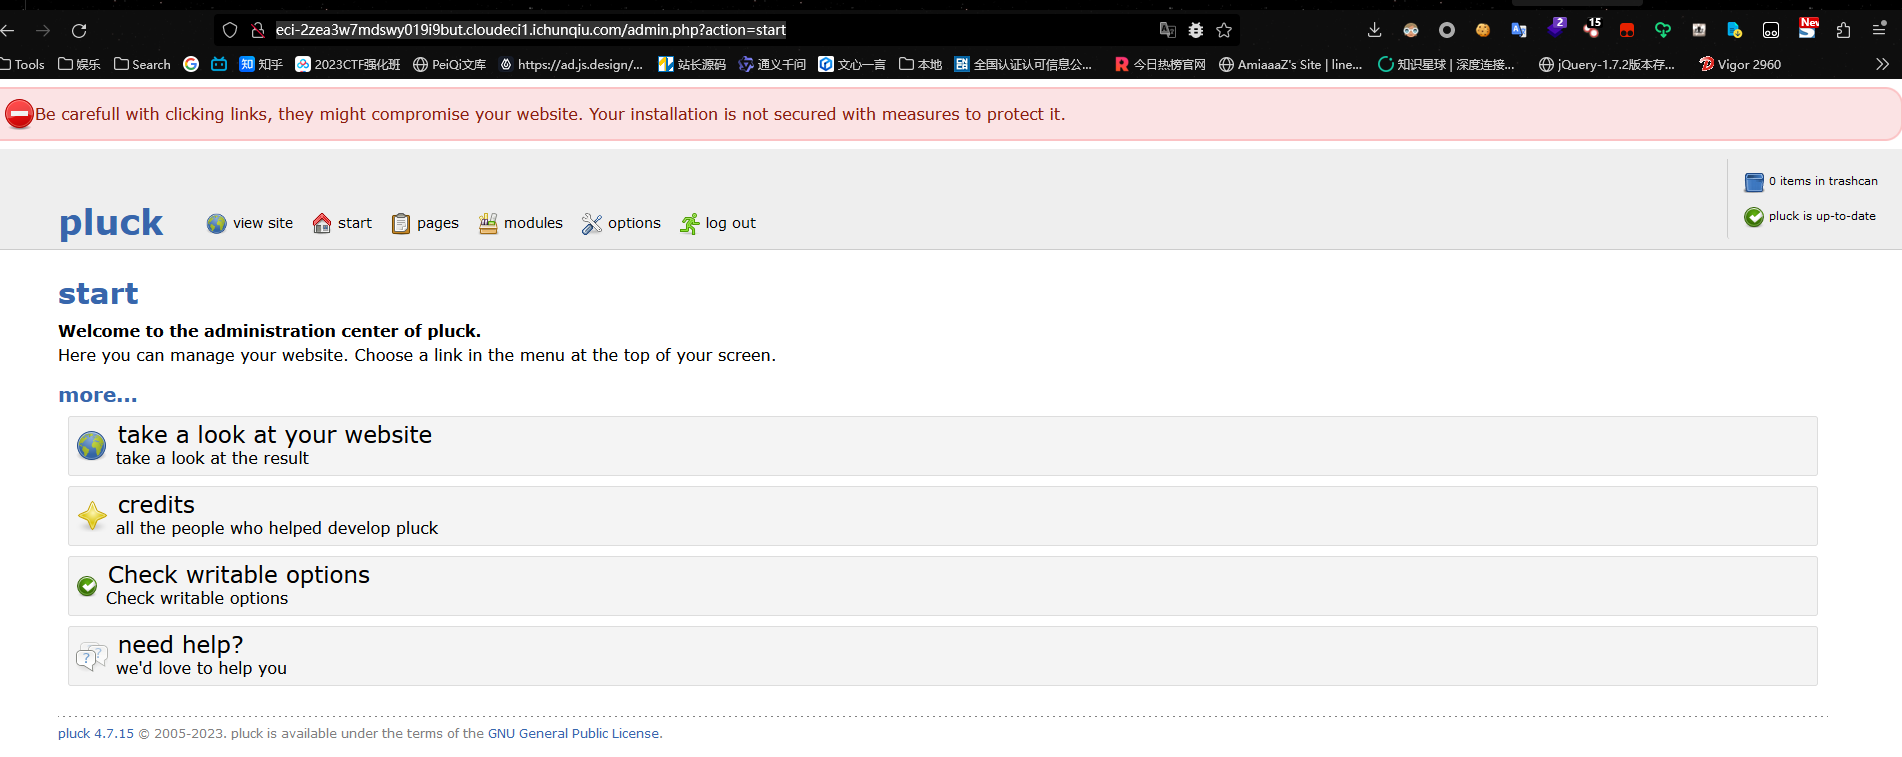 eci-2zea3w7mdswy019i9but.cloudeci1.ichunqiu.com/admin.php?action=start
2
15
New
Tools 娱乐 Search 知 知乎 2023CTF强化班 PeiQi文库 https://ad.js.design/... 站长源码 通义千问 文心一言 本地 全国认证认可信息公... 今日热榜官网 AmiaaaZ's Site | line... 知识星球 | 深度连接... jQuery-1.7.2版本存... Vigor 2960
Be carefull with clicking links, they might compromise your website. Your installation is not secured with measures to protect it.
0 items in trashcan
pluck is up-to-date
pluck view site start pages modules options log out
start
Welcome to the administration center of pluck.
Here you can manage your website. Choose a link in the menu at the top of your screen.
more...
take a look at your website
take a look at the result
credits
all the people who helped develop pluck
Check writable options
Check writable options
need help?
we'd love to help you
pluck 4.7.15 © 2005-2023. pluck is available under the terms of the GNU General Public License.